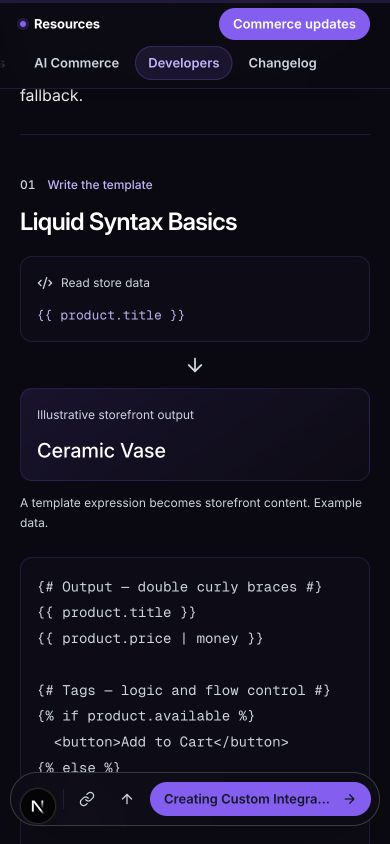 Resources
Commerce updates
AI Commerce
Developers
Changelog
fallback.
01 Write the template
Liquid Syntax Basics
</> Read store data
{{ product.title }}
Illustrative storefront output
Ceramic Vase
A template expression becomes storefront content. Example
data.
{# Output — double curly braces #}
{{ product.title }}
{{ product.price | money }}
{# Tags — logic and flow control #}
{% if product.available %}
<button>Add to Cart</button>
{% else %}
N
Creating Custom Integra...